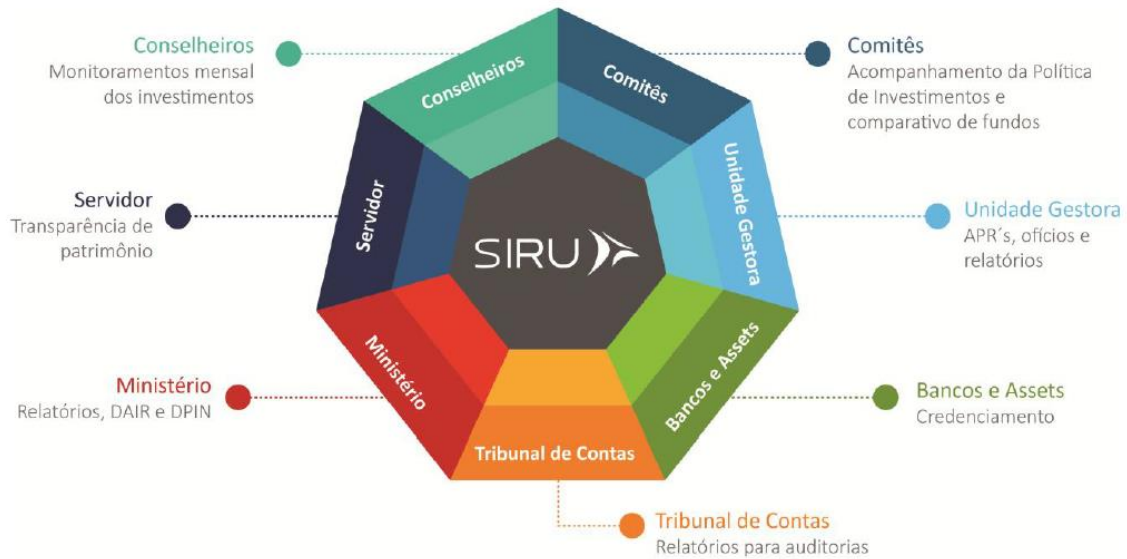 Conselheiros
Monitoramentos mensal
dos investimentos
Comitês
Acompanhamento da Política
de Investimentos e
comparativo de fundos
Conselheiros
Comitês
Servidor
Transparência de
patrimônio
Servidor
SIRU
Unidade Gestora
Unidade Gestora
APR´s, ofícios e
relatórios
Ministério
Relatórios, DAIR e DPIN
Ministério
Tribunal de Contas
Bancos e Assets
Bancos e Assets
Credenciamento
Tribunal de Contas
Relatórios para auditorias